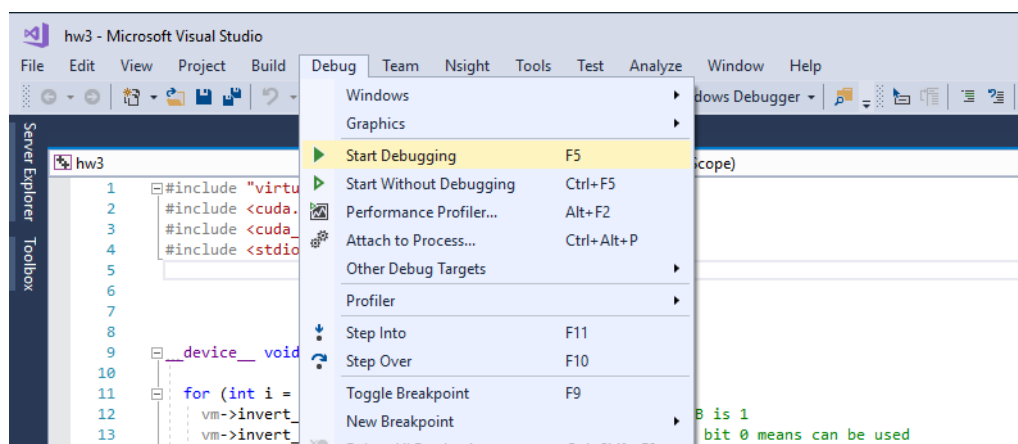 hw3 - Microsoft Visual Studio
File Edit View Project Build Debug Team Nsight Tools Test Analyze Window Help
dows Debugger
Server Explorer
Toolbox
hw3
Scope)
Windows
Graphics
Start Debugging F5
Start Without Debugging Ctrl+F5
Performance Profiler... Alt+F2
Attach to Process... Ctrl+Alt+P
Other Debug Targets
Profiler
Step Into F11
Step Over F10
Toggle Breakpoint F9
New Breakpoint
1 #include "virtu
2 #include <cuda.
3 #include <cuda_
4 #include <stdio
5
6
7
8
9 __device__ void
10
11 for (int i =
12 vm->invert_ B is 1
13 vm->invert_ bit 0 means can be used